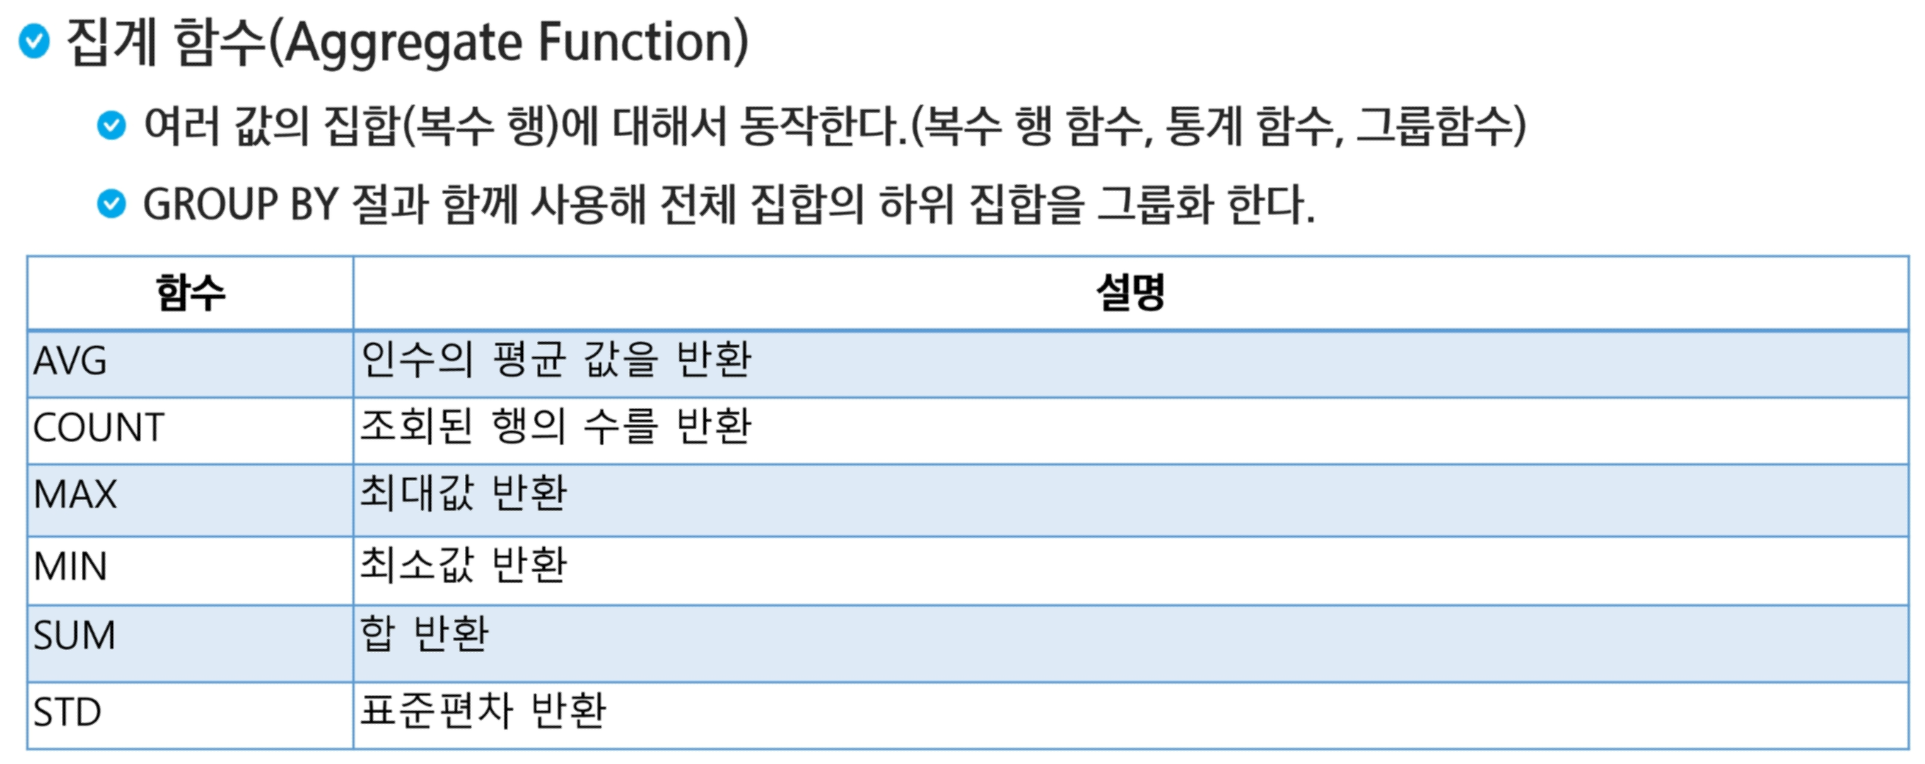 집계 함수(Aggregate Function)
여러 값의 집합(복수 행)에 대해서 동작한다.(복수 행 함수, 통계 함수, 그룹함수)
GROUP BY 절과 함께 사용해 전체 집합의 하위 집합을 그룹화 한다.
함수 설명
AVG 인수의 평균 값을 반환
COUNT 조회된 행의 수를 반환
MAX 최대값 반환
MIN 최소값 반환
SUM 합 반환
STD 표준편차 반환